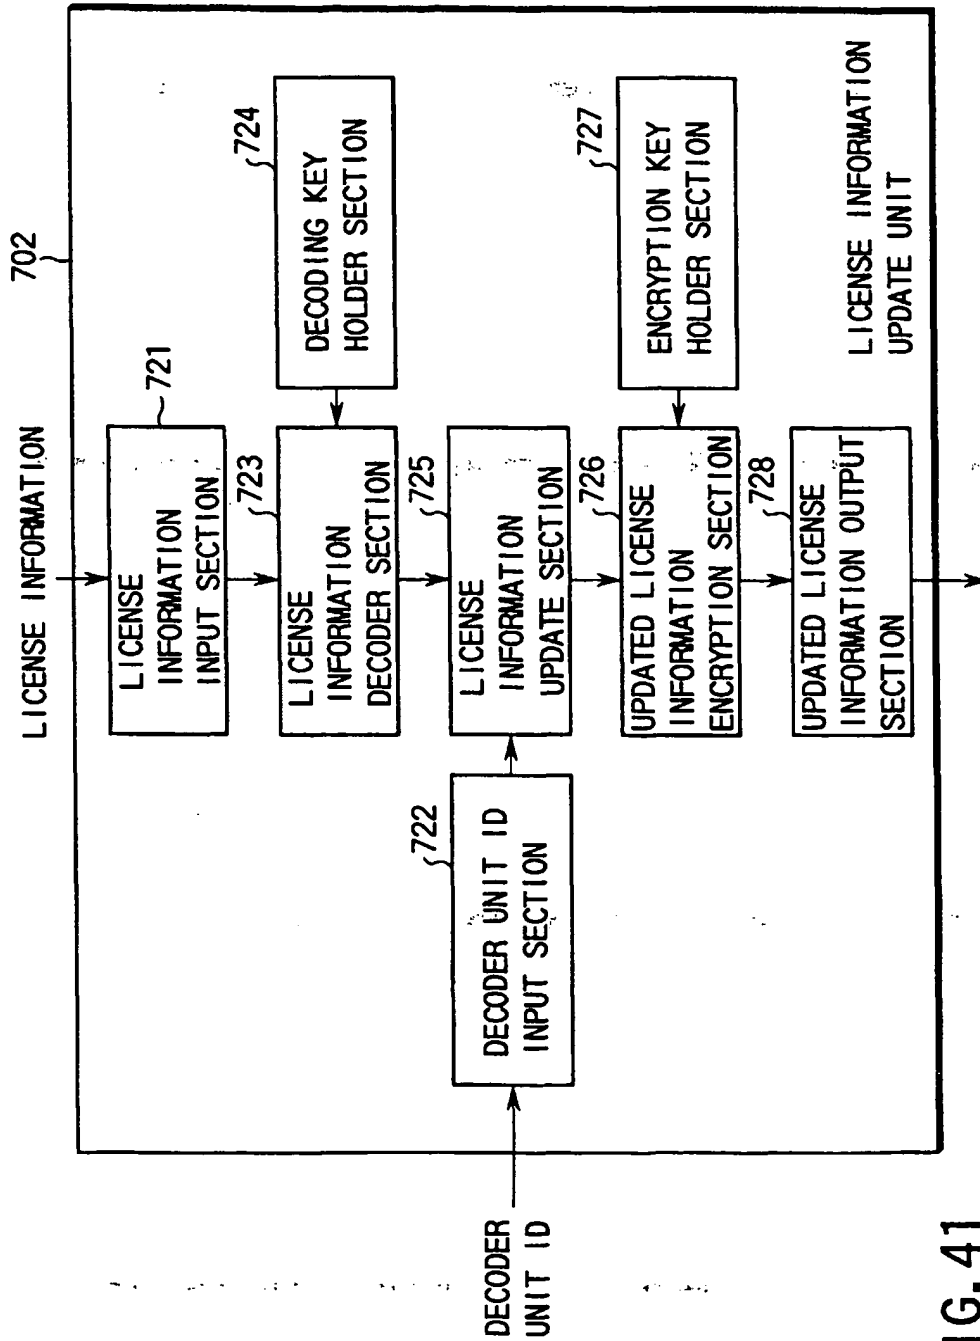 LICENSE INFORMATION
702
LICENSE
INFORMATION
INPUT SECTION
721
723
LICENSE
INFORMATION
DECODER SECTION
724
DECODING KEY
HOLDER SECTION
DECODER
UNIT ID
722
DECODER UNIT ID
INPUT SECTION
725
LICENSE
INFORMATION
UPDATE SECTION
726
UPDATED LICENSE
INFORMATION
ENCRYPTION SECTION
727
ENCRYPTION KEY
HOLDER SECTION
728
UPDATED LICENSE
INFORMATION OUTPUT
SECTION
LICENSE INFORMATION
UPDATE UNIT
FIG. 41